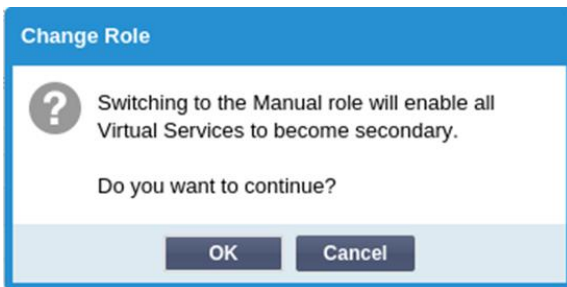 Change Role
Switching to the Manual role will enable all
Virtual Services to become secondary.
Do you want to continue?
OK
Cancel